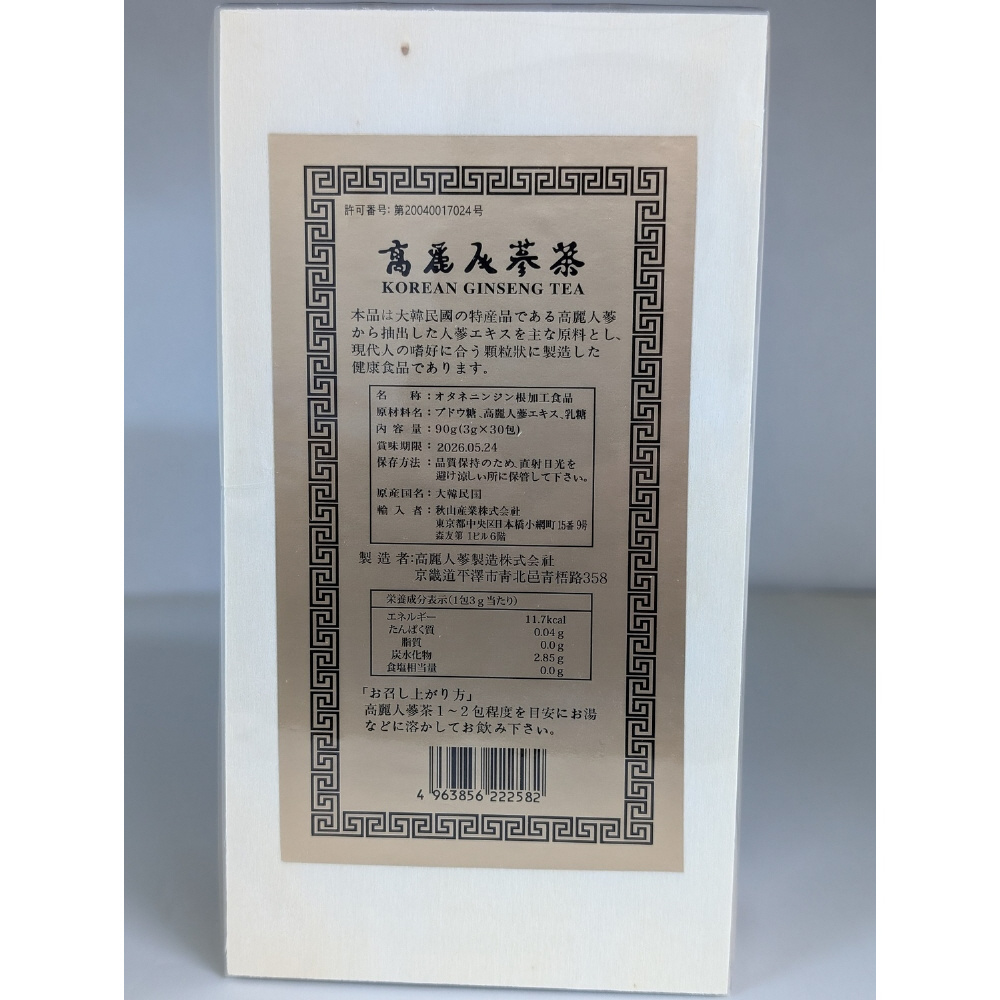 許可番号: 第20040017024号
高麗人蔘茶
KOREAN GINSENG TEA
本品は大韓民國の特産品である高麗人蔘
から抽出した人蔘エキスを主な原料とし、
現代人の嗜好に合う顆粒狀に製造した
健康食品であります。
名　称：オタネニンジン根加工食品
原材料名：ブドウ糖、高麗人蔘エキス、乳糖
内容量：90g(3g×30包)
賞味期限：2026.05.24
保存方法：品質保持のため、直射日光を
避け涼しい所に保管して下さい。
原産国名：大韓民国
輸入者：秋山産業株式会社
東京都中央区日本橋小網町15番9号
森友第1ビル6階
製造者:高麗人蔘製造株式会社
京畿道平澤市靑北邑靑梧路358
栄養成分表示(1包3g当たり)
エネルギー 11.7kcal
たんぱく質 0.04g
脂質 0.0g
炭水化物 2.85g
食塩相当量 0.0g
「お召し上がり方」
高麗人蔘茶1～2包程度を目安にお湯
などに溶かしてお飲み下さい。
4 963856 222582